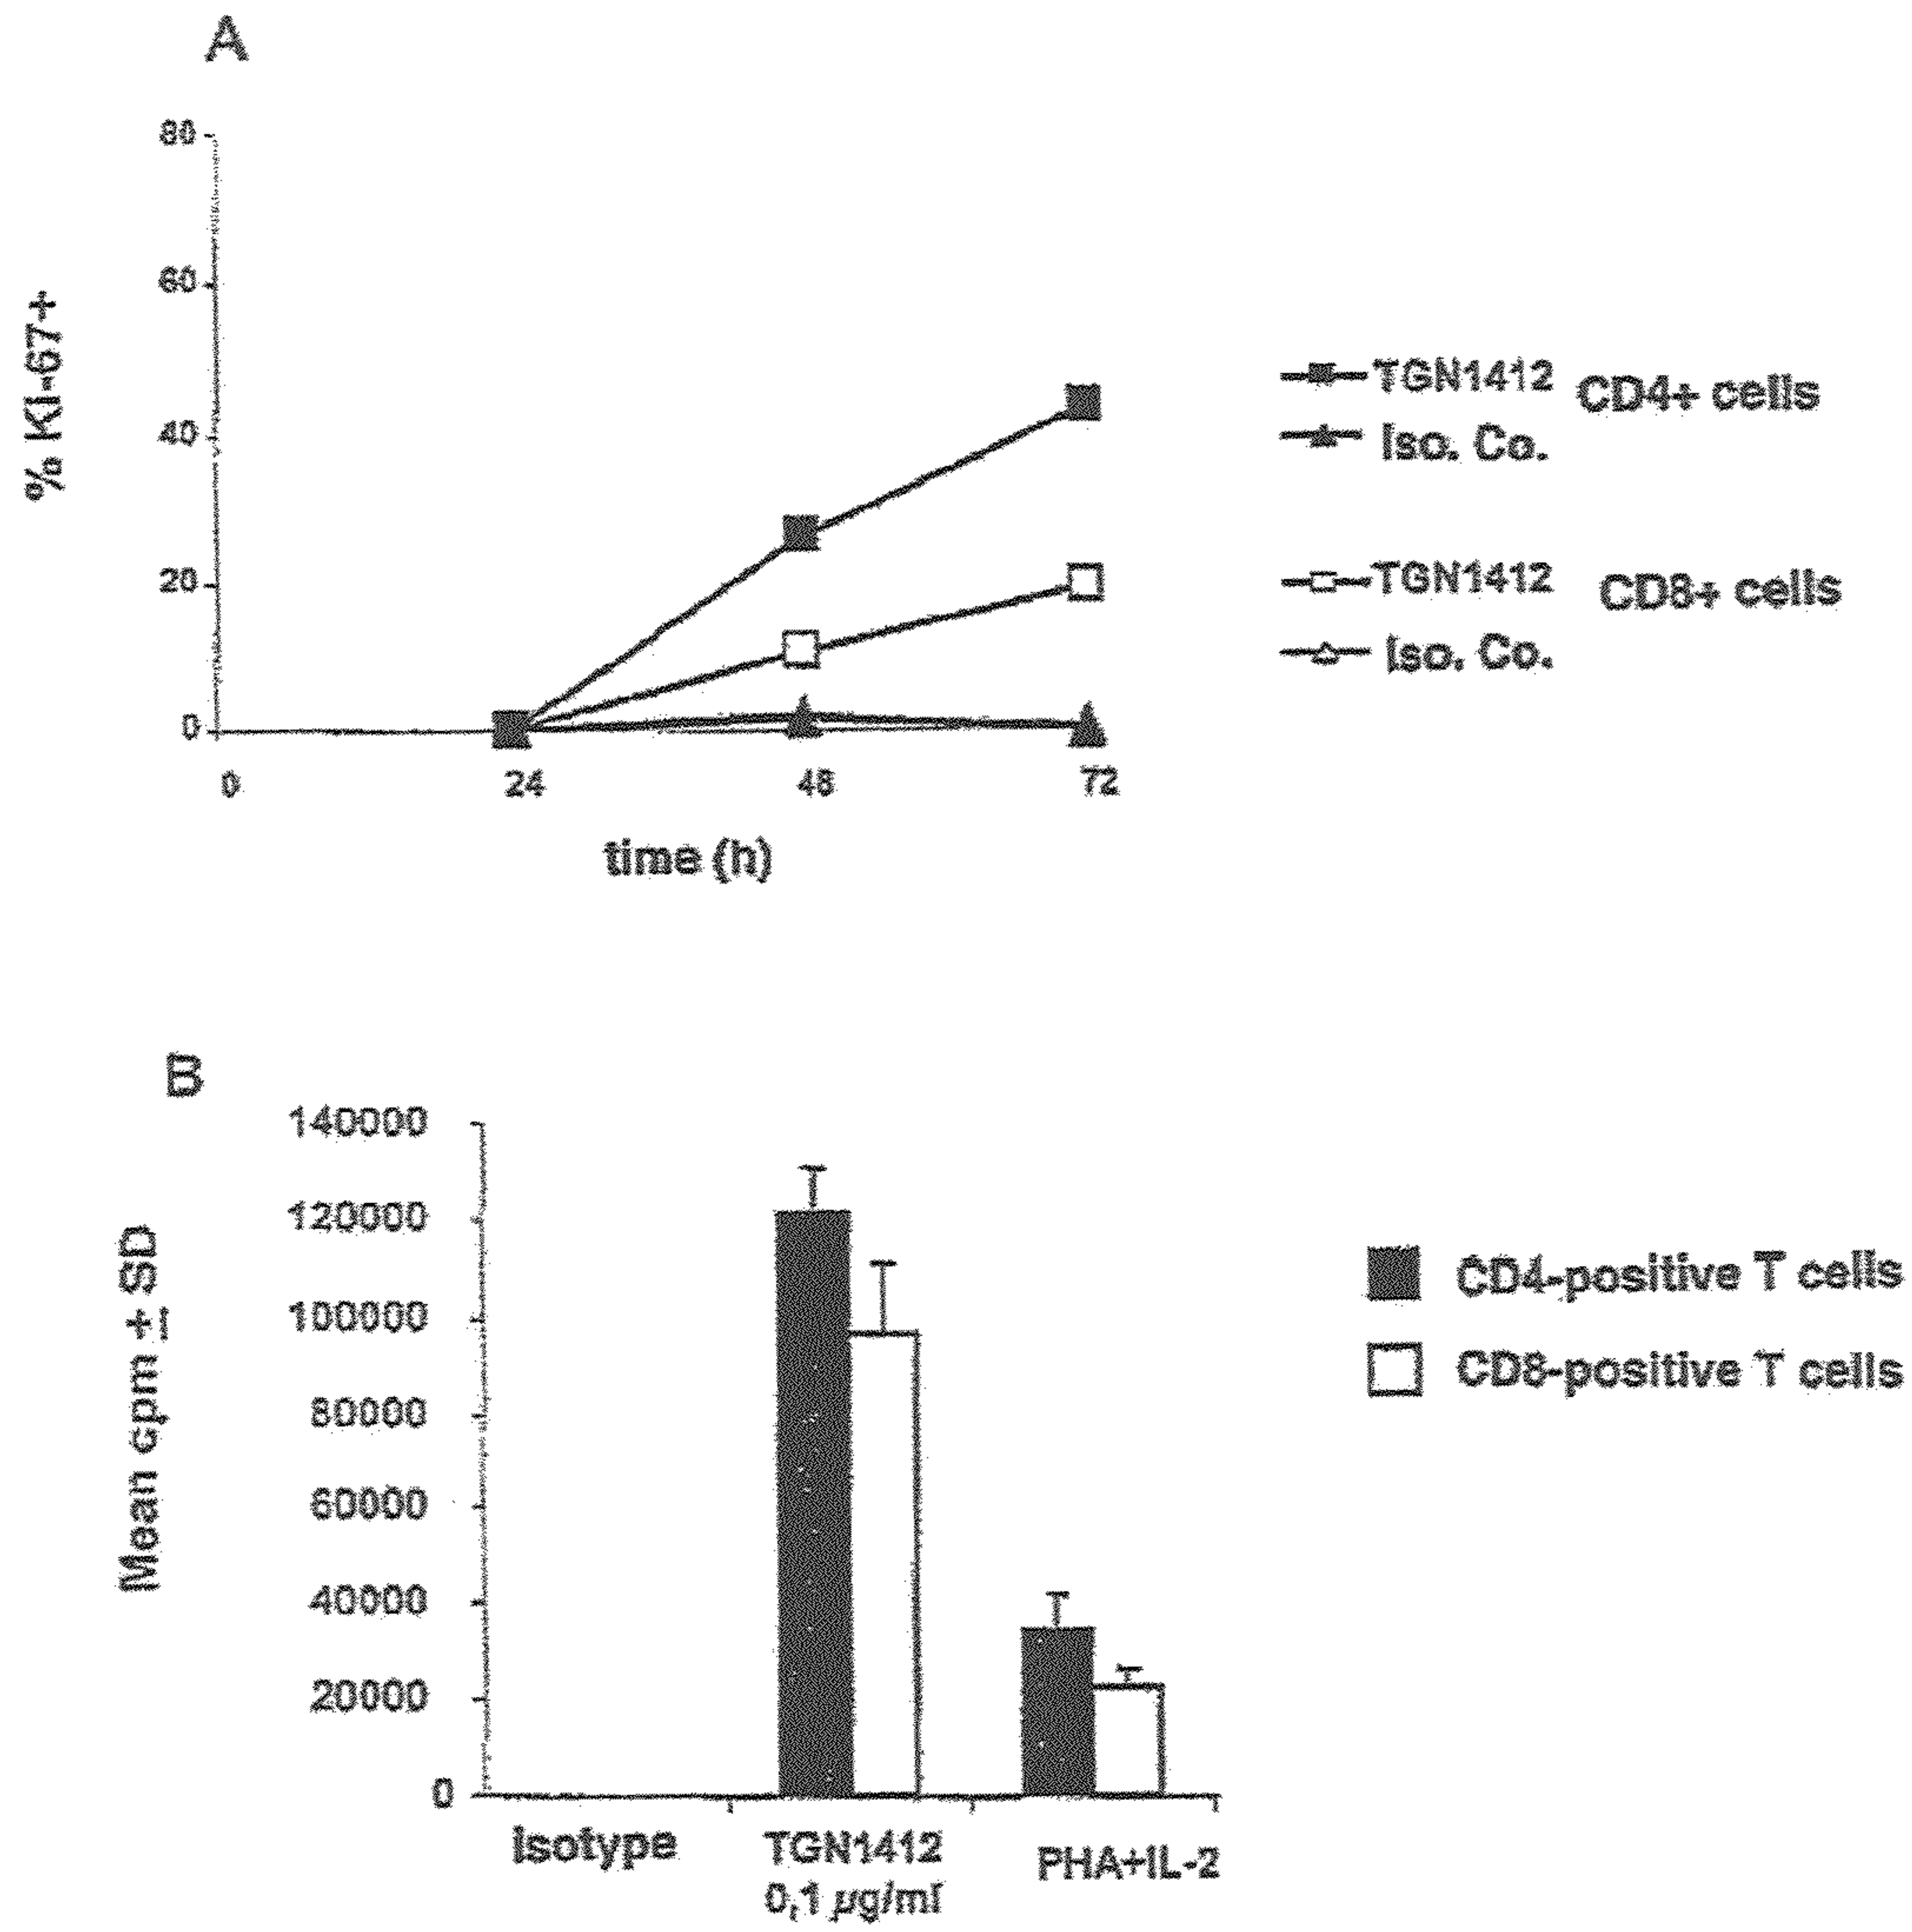 A
80
60
40
20
0
% KI-67+
0 24 48 72
time (h)
TGN1412 CD4+ cells
Iso. Co.
TGN1412 CD8+ cells
Iso. Co.
B
140000
120000
100000
80000
60000
40000
20000
0
Mean cpm ± SD
Isotype TGN1412 PHA+IL-2
0,1 µg/ml
CD4-positive T cells
CD8-positive T cells